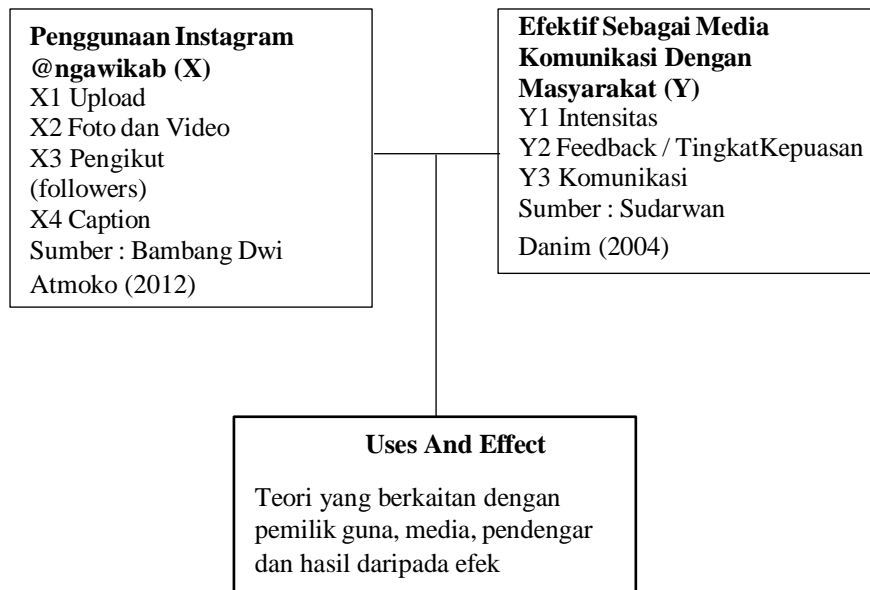 Penggunaan Instagram
@ngawikab (X)
X1 Upload
X2 Foto dan Video
X3 Pengikut
(followers)
X4 Caption
Sumber : Bambang Dwi
Atmoko (2012)
Efektif Sebagai Media
Komunikasi Dengan
Masyarakat (Y)
Y1 Intensitas
Y2 Feedback / TingkatKepuasan
Y3 Komunikasi
Sumber : Sudarwan
Danim (2004)
Uses And Effect
Teori yang berkaitan dengan
pemilik guna, media, pendengar
dan hasil daripada efek